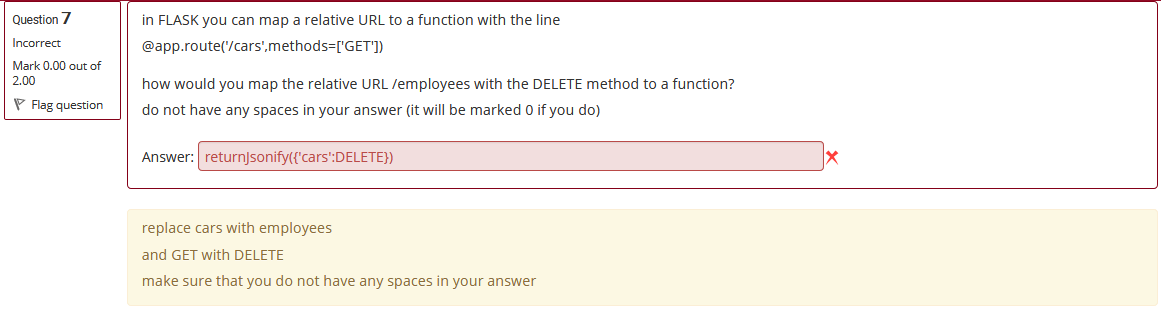 Question 7
Incorrect
Mark 0.00 out of
2.00
Flag question
in FLASK you can map a relative URL to a function with the line
@app.route('/cars',methods=['GET'])
how would you map the relative URL /employees with the DELETE method to a function?
do not have any spaces in your answer (it will be marked 0 if you do)
Answer: returnJsonify({'cars':DELETE})
replace cars with employees
and GET with DELETE
make sure that you do not have any spaces in your answer